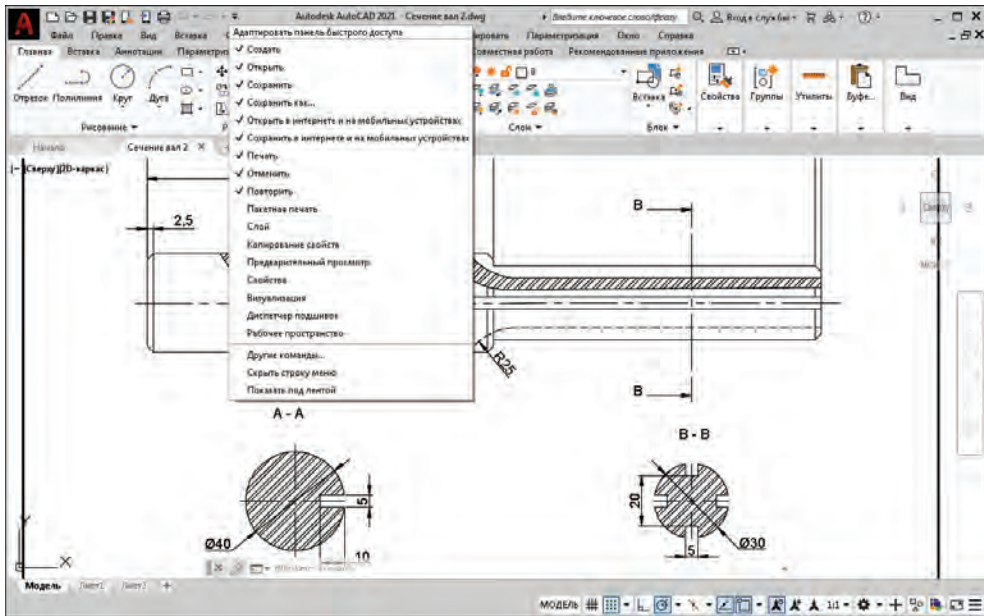 Autodesk AutoCAD 2021 - Сечение вал 2.dwg
Введите ключевое слово/фразу
Вход в службы
Файл Правка Вид Вставка
Параметризация Окно Справка
Главная Вставка Аннотации
Совместная работа Рекомендованные приложения
Адаптировать панель быстрого доступа
✓ Создать
✓ Открыть
✓ Сохранить
✓ Сохранить как...
✓ Открыть в интернете и на мобильных устройствах
✓ Сохранить в интернете и на мобильных устройствах
✓ Печать
✓ Отменить
✓ Повторить
Пакетная печать
Слой
Копирование свойств
Предварительный просмотр
Свойства
Визуализация
Диспетчер подшивок
Рабочее пространство
Другие команды...
Скрыть строку меню
Показать под лентой
Отрезок Полилиния Круг Дуга
Рисование
0
Слои
Вставка
Блок
Свойства Группы Утилиты Буфе... Вид
Начало Сечение вал 2
[−][Сверху][2D-каркас]
2,5
В
R25
В
А - А
В - В
5
Ø40
10
20
5
Ø30
Сверху
Y
X
Модель Лист1
МОДЕЛЬ
1:1